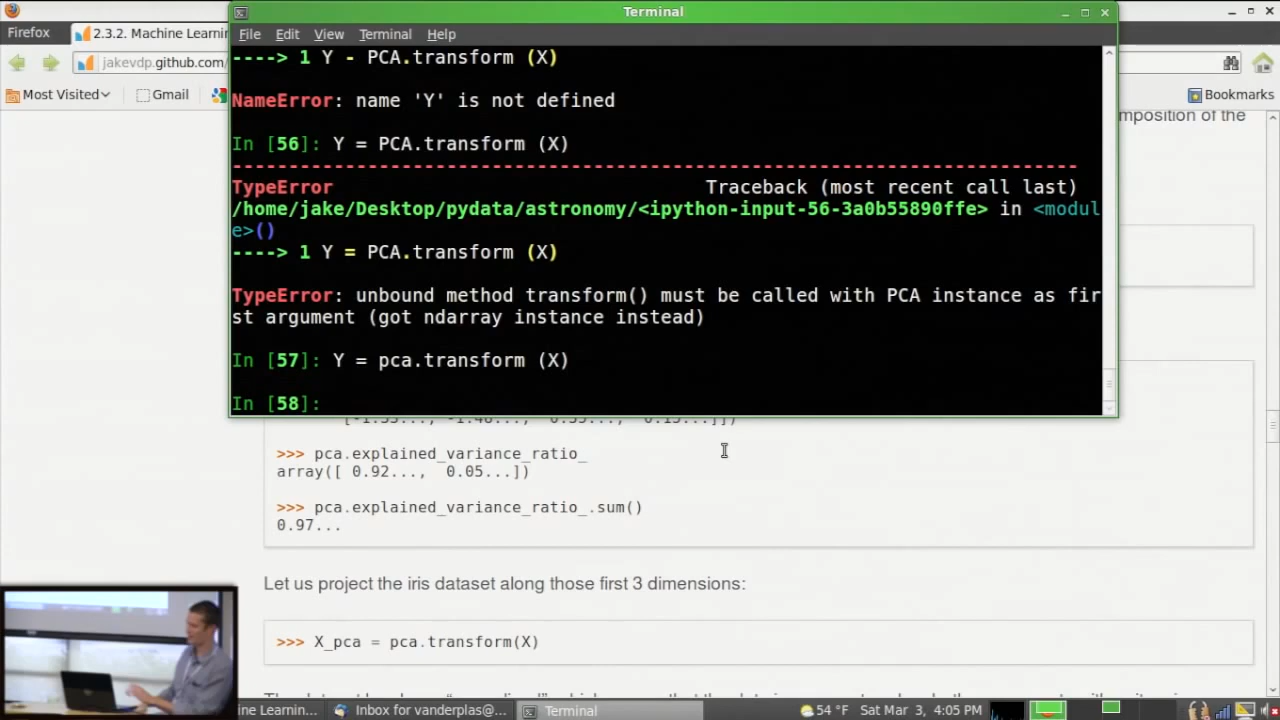 Terminal
Firefox
2.3.2. Machine Learni
File Edit View Terminal Help
jakevdp.github.com/
Most Visited
Gmail
Bookmarks
mposition of the
----> 1 Y - PCA.transform (X)
NameError: name 'Y' is not defined
In [56]: Y = PCA.transform (X)
---------------------------------------------------------------------------
TypeError Traceback (most recent call last)
/home/jake/Desktop/pydata/astronomy/<ipython-input-56-3a0b55890ffe> in <modul
e>()
----> 1 Y = PCA.transform (X)
TypeError: unbound method transform() must be called with PCA instance as fir
st argument (got ndarray instance instead)
In [57]: Y = pca.transform (X)
In [58]:
>>> pca.explained_variance_ratio_
array([ 0.92..., 0.05...])
>>> pca.explained_variance_ratio_.sum()
0.97...
Let us project the iris dataset along those first 3 dimensions:
>>> X_pca = pca.transform(X)
ne Learnin...
Inbox for vanderplas@...
Terminal
54 °F Sat Mar 3, 4:05 PM